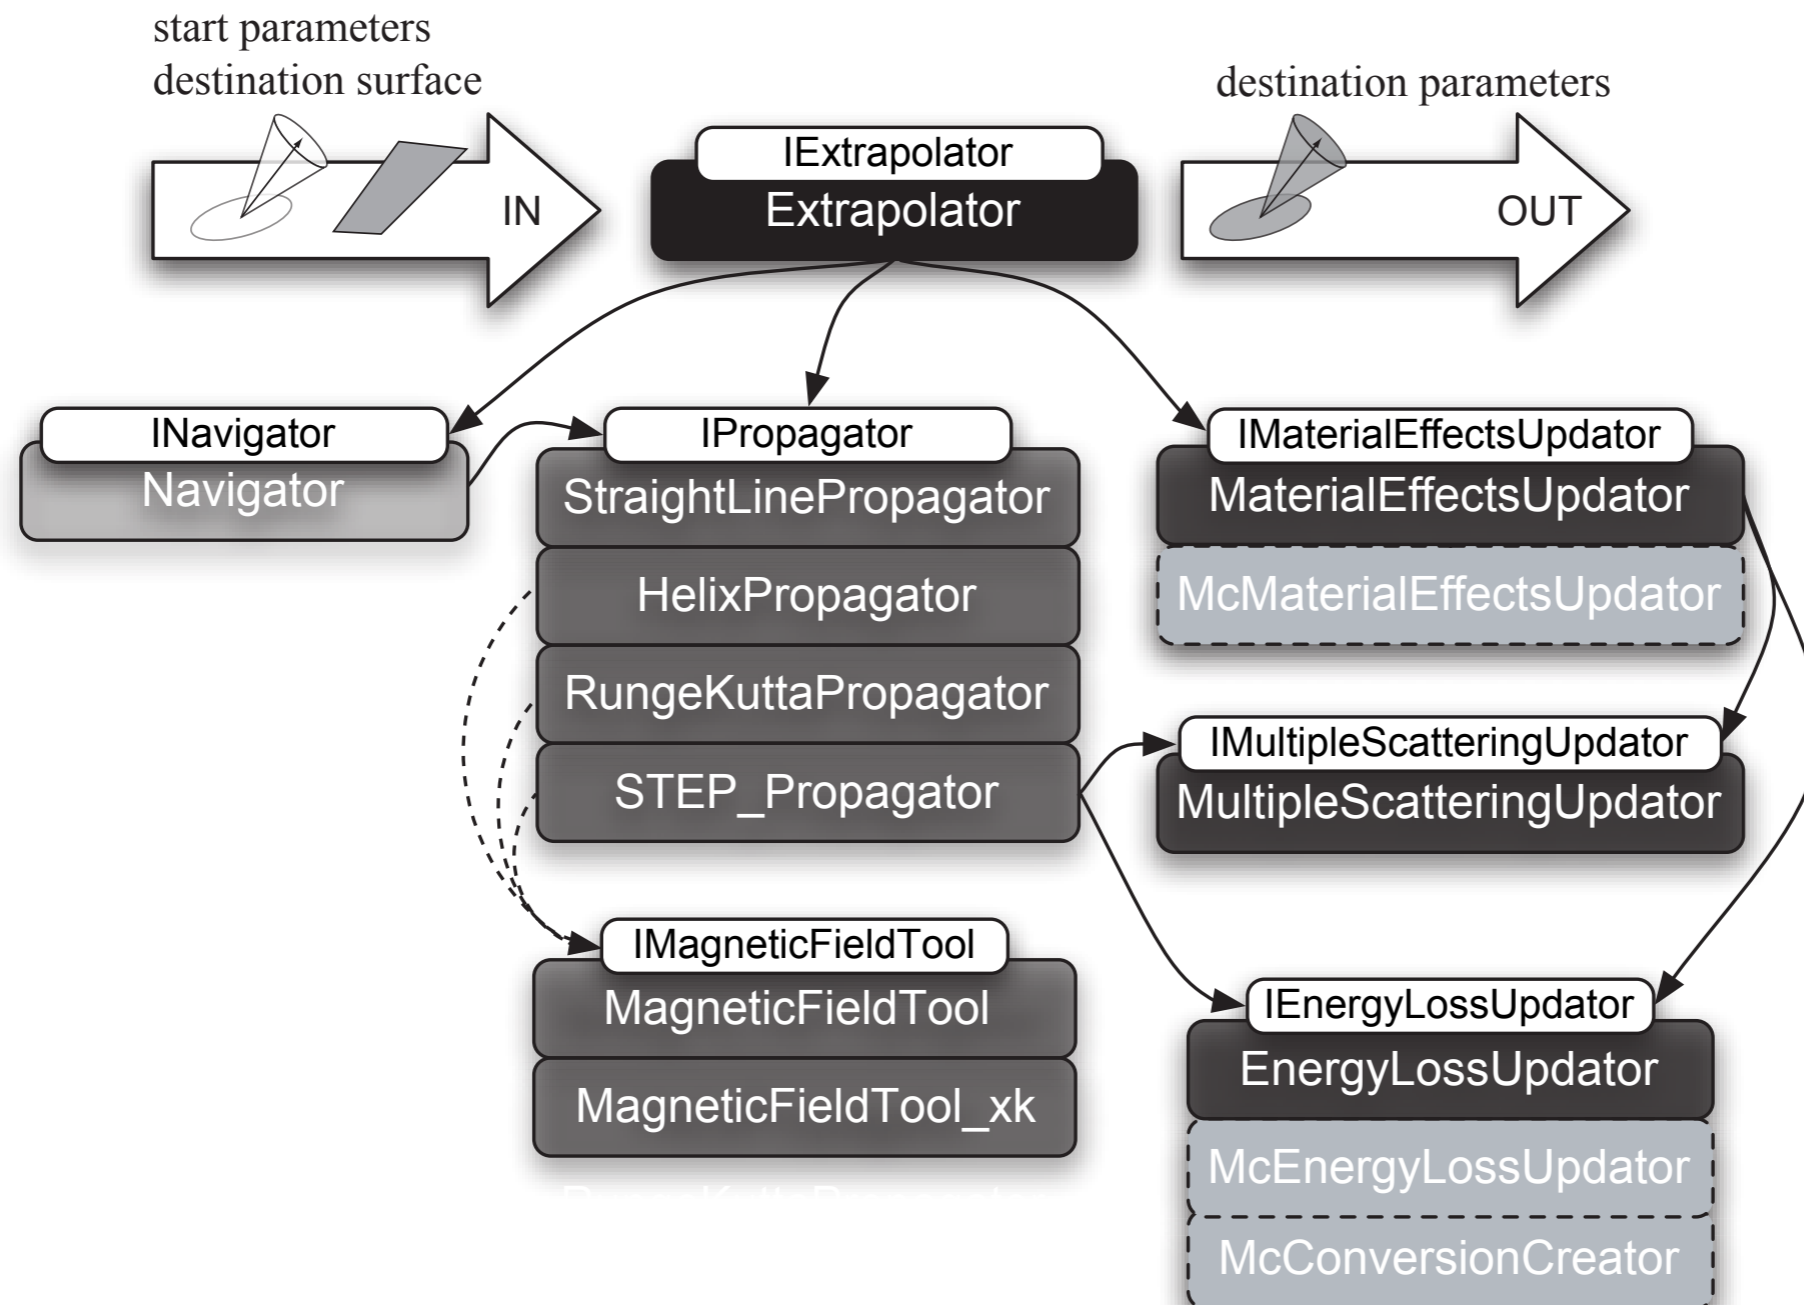 start parameters
destination surface
destination parameters
IN
IExtrapolator
Extrapolator
OUT
INavigator
Navigator
IPropagator
StraightLinePropagator
HelixPropagator
RungeKuttaPropagator
STEP_Propagator
IMaterialEffectsUpdator
MaterialEffectsUpdator
McMaterialEffectsUpdator
IMultipleScatteringUpdator
MultipleScatteringUpdator
IMagneticFieldTool
MagneticFieldTool
MagneticFieldTool_xk
IEnergyLossUpdator
EnergyLossUpdator
McEnergyLossUpdator
McConversionCreator